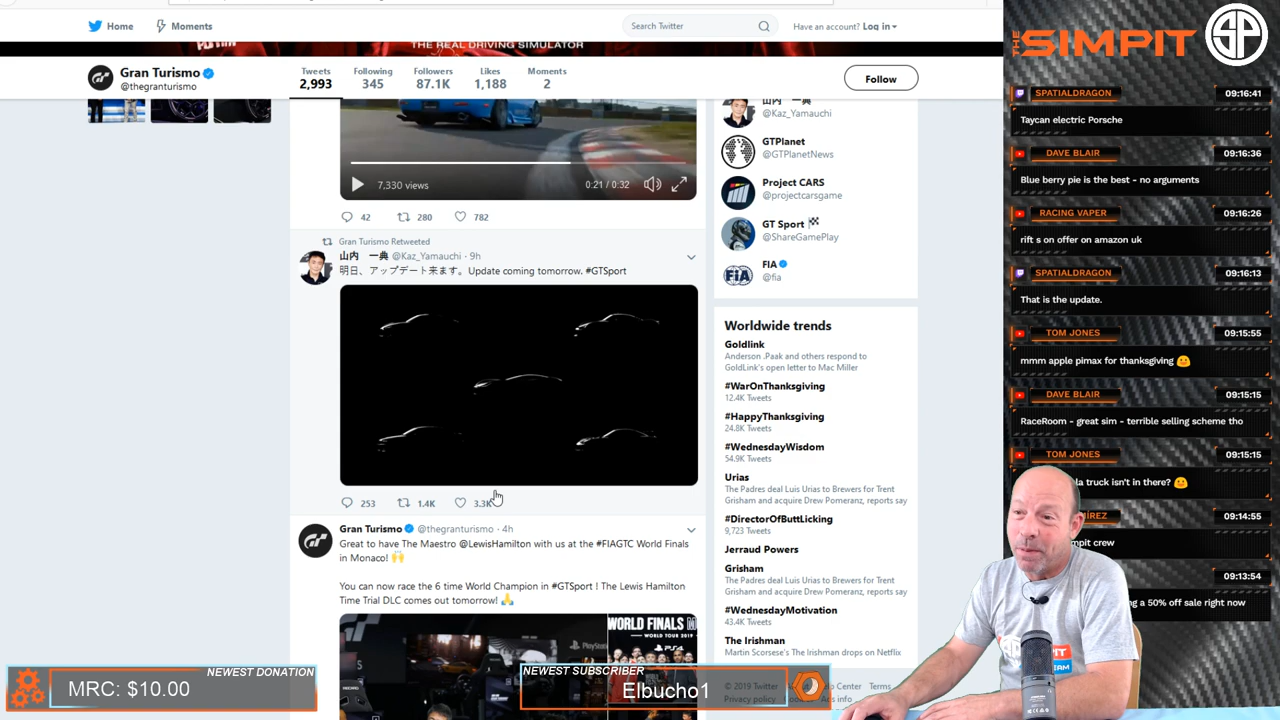 Home
Moments
Search Twitter
Have an account? Log in
THE REAL DRIVING SIMULATOR
Gran Turismo
@thegranturismo
Tweets
2,993
Following
345
Followers
87.1K
Likes
1,188
Moments
2
Follow
7,330 views
0:21 / 0:32
42
280
782
Gran Turismo Retweeted
山内 一典 @Kaz_Yamauchi · 9h
明日、アップデート来ます。Update coming tomorrow. #GTSport
253
1.4K
3.3K
Gran Turismo @thegranturismo · 4h
Great to have The Maestro @LewisHamilton with us at the #FIAGTC World Finals
in Monaco!
You can now race the 6 time World Champion in #GTSport ! The Lewis Hamilton
Time Trial DLC comes out tomorrow!
WORLD FINALS
WORLD TOUR 2019
PlayStation
PS4
山内 一典
@Kaz_Yamauchi
GTPlanet
@GTPlanetNews
Project CARS
@projectcarsgame
GT Sport
@ShareGamePlay
FIA
@fia
Worldwide trends
Goldlink
Anderson .Paak and others respond to
GoldLink's open letter to Mac Miller
#WarOnThanksgiving
12.4K Tweets
#HappyThanksgiving
24.8K Tweets
#WednesdayWisdom
54.9K Tweets
Urias
The Padres deal Luis Urias to Brewers for Trent
Grisham and acquire Drew Pomeranz, reports say
#DirectorOfButtLicking
9,723 Tweets
Jerraud Powers
Grisham
The Padres deal Luis Urias to Brewers for Trent
Grisham and acquire Drew Pomeranz, reports say
#WednesdayMotivation
43.4K Tweets
The Irishman
Martin Scorsese's The Irishman drops on Netflix
© 2019 Twitter
Center
Terms
Privacy policy
info
THE SIMPIT
SP
SPATIALDRAGON
09:16:41
Taycan electric Porsche
DAVE BLAIR
09:16:36
Blue berry pie is the best - no arguments
RACING VAPER
09:16:26
rift s on offer on amazon uk
SPATIALDRAGON
09:16:13
That is the update.
TOM JONES
09:15:55
mmm apple pimax for thanksgiving
DAVE BLAIR
09:15:15
RaceRoom - great sim - terrible selling scheme tho
TOM JONES
09:15:15
truck isn't in there?
09:14:55
crew
09:13:54
a 50% off sale right now
NEWEST DONATION
MRC: $10.00
NEWEST SUBSCRIBER
Elbucho1